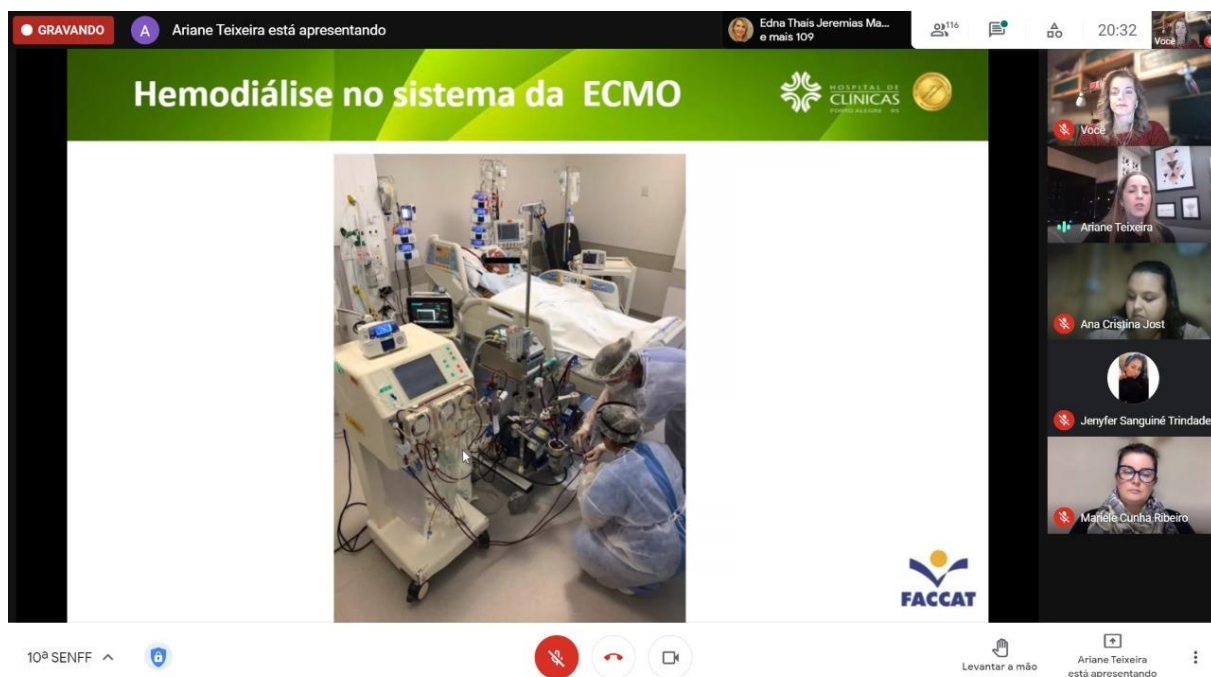 GRAVANDO
A
Ariane Teixeira está apresentando
Edna Thaís Jeremias Ma...
e mais 109
116
20:32
Você
Hemodiálise no sistema da ECMO
HOSPITAL DE
CLÍNICAS
PORTO ALEGRE RS
Você
Ariane Teixeira
Ana Cristina Jost
Jenyfer Sanguiné Trindade
Mariele Cunha Ribeiro
FACCAT
10ª SENFF
Levantar a mão
Ariane Teixeira
está apresentando